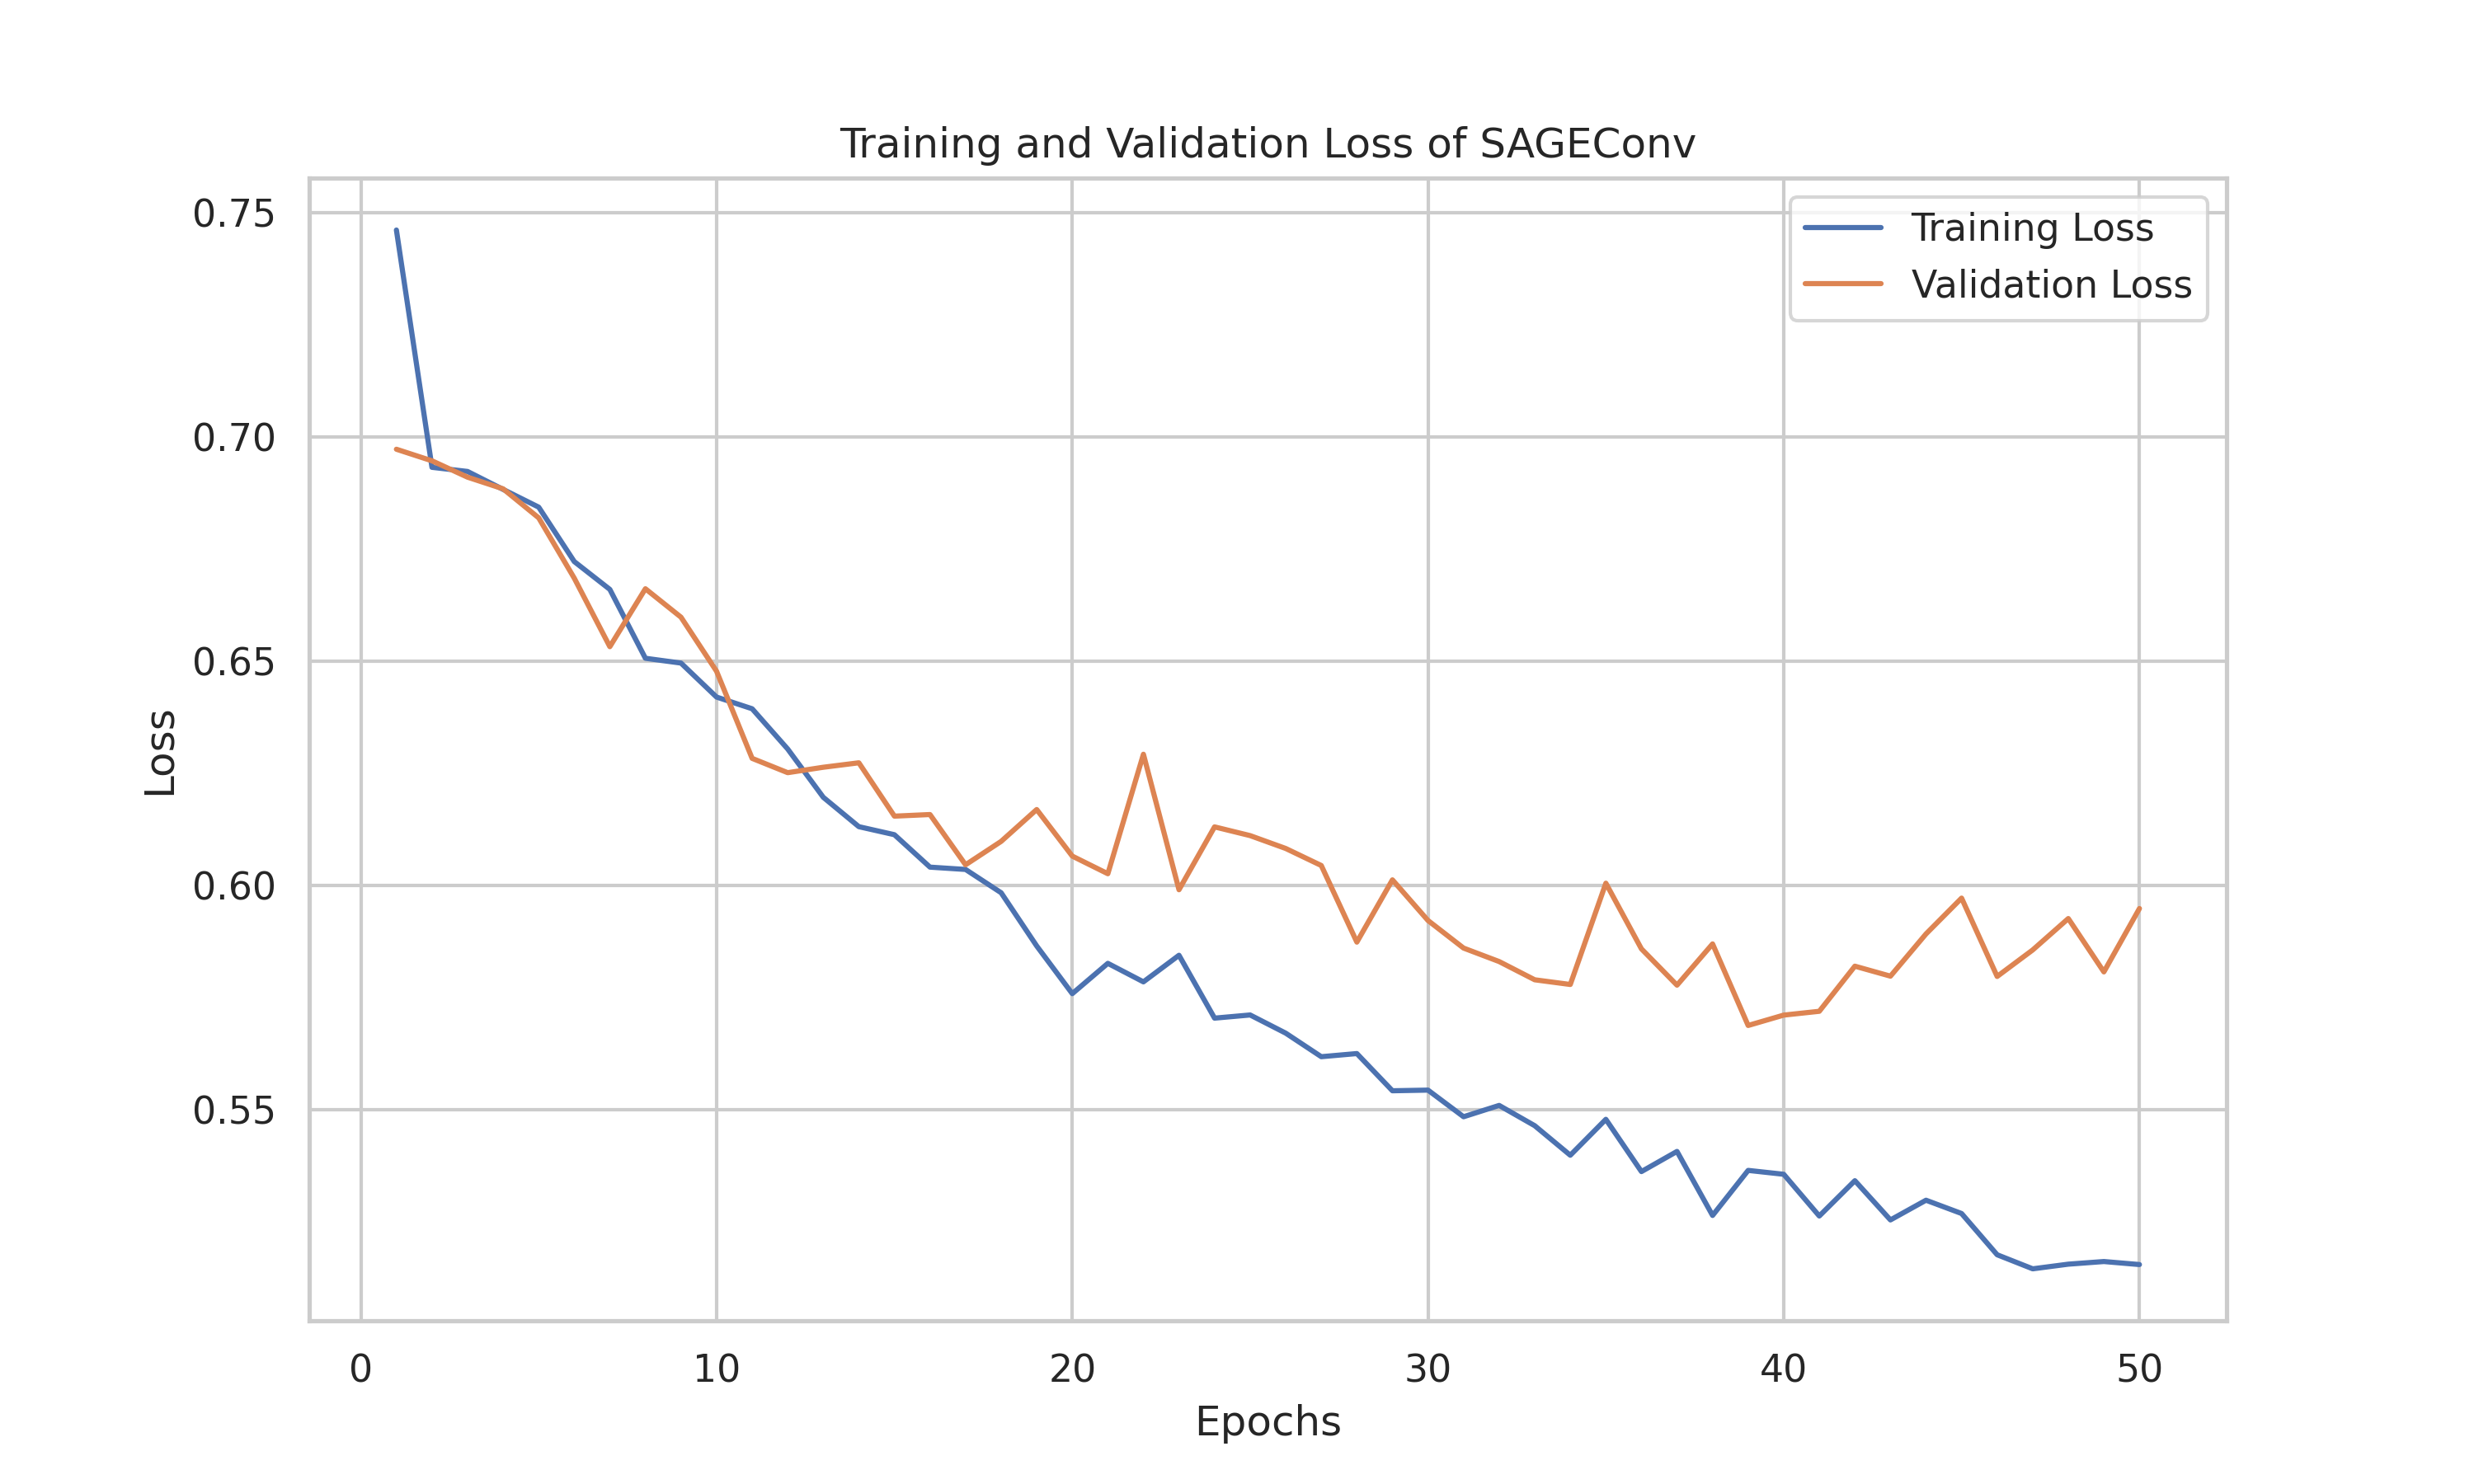 Training and Validation Loss of SAGEConv
Training Loss
Validation Loss
Loss
0.75
0.70
0.65
0.60
0.55
0 10 20 30 40 50
Epochs